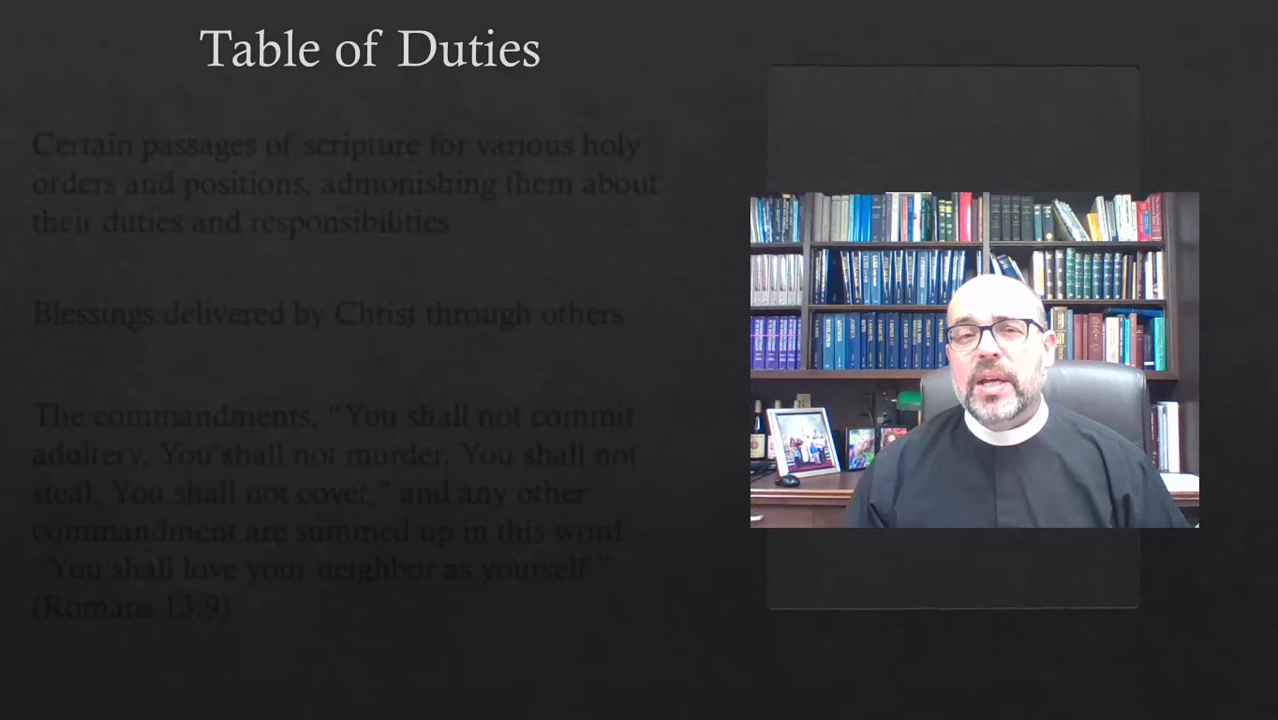 Table of Duties
Certain passages of scripture for various holy
orders and positions, admonishing them about
their duties and responsibilities
Blessings delivered by Christ through others
The commandments, “You shall not commit
adultery, You shall not murder, You shall not
steal, You shall not covet,” and any other
commandment are summed up in this word:
“You shall love your neighbor as yourself.”
(Romans 13:9)